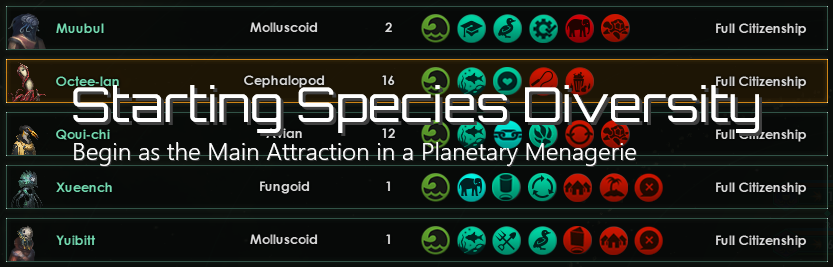 Muubul Molluscoid 2 Full Citizenship
Octee-lan Cephalopod 16 Full Citizenship
Starting Species Diversity
Qoui-chi Avian 12 Full Citizenship
Begin as the Main Attraction in a Planetary Menagerie
Xueench Fungoid 1 Full Citizenship
Yuibitt Molluscoid 1 Full Citizenship